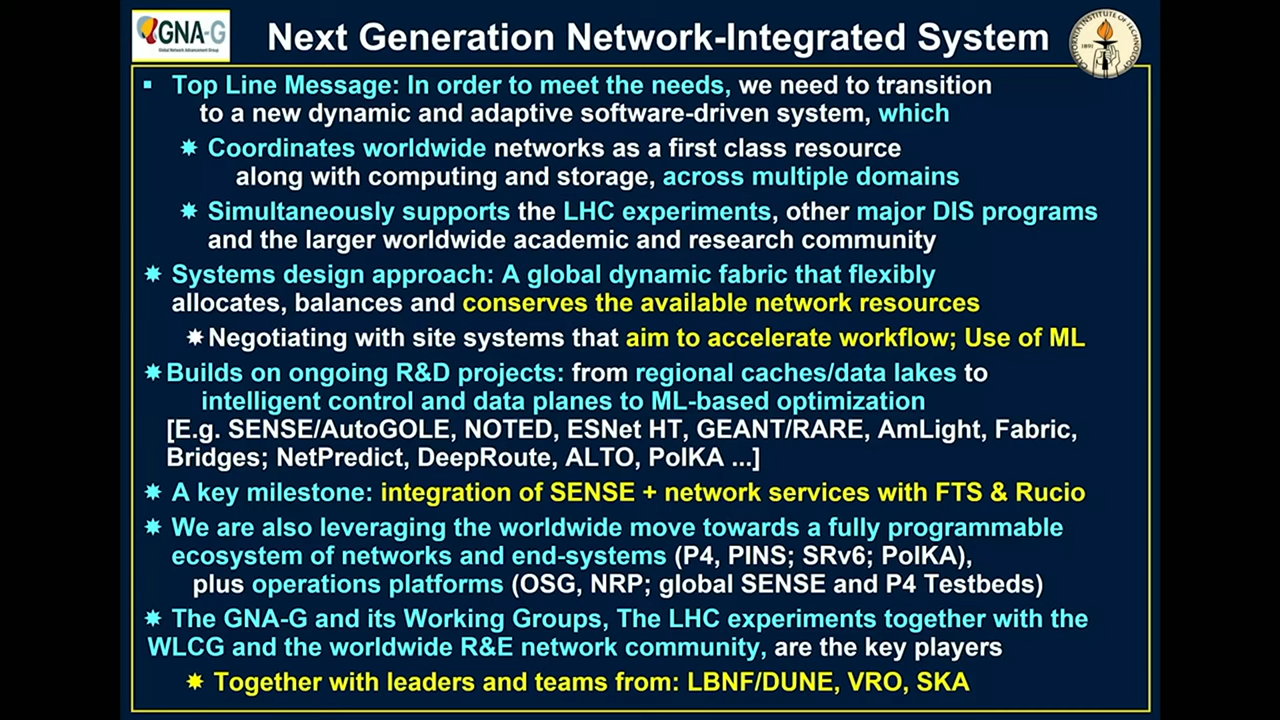 GNA-G
Global Network Advancement Group
Next Generation Network-Integrated System
INSTITUTE OF TECHNOLOGY
1891
Top Line Message: In order to meet the needs, we need to transition
to a new dynamic and adaptive software-driven system, which
Coordinates worldwide networks as a first class resource
along with computing and storage, across multiple domains
Simultaneously supports the LHC experiments, other major DIS programs
and the larger worldwide academic and research community
Systems design approach: A global dynamic fabric that flexibly
allocates, balances and conserves the available network resources
Negotiating with site systems that aim to accelerate workflow; Use of ML
Builds on ongoing R&D projects: from regional caches/data lakes to
intelligent control and data planes to ML-based optimization
[E.g. SENSE/AutoGOLE, NOTED, ESNet HT, GEANT/RARE, AmLight, Fabric,
Bridges; NetPredict, DeepRoute, ALTO, PolKA ...]
A key milestone: integration of SENSE + network services with FTS & Rucio
We are also leveraging the worldwide move towards a fully programmable
ecosystem of networks and end-systems (P4, PINS; SRv6; PolKA),
plus operations platforms (OSG, NRP; global SENSE and P4 Testbeds)
The GNA-G and its Working Groups, The LHC experiments together with the
WLCG and the worldwide R&E network community, are the key players
Together with leaders and teams from: LBNF/DUNE, VRO, SKA